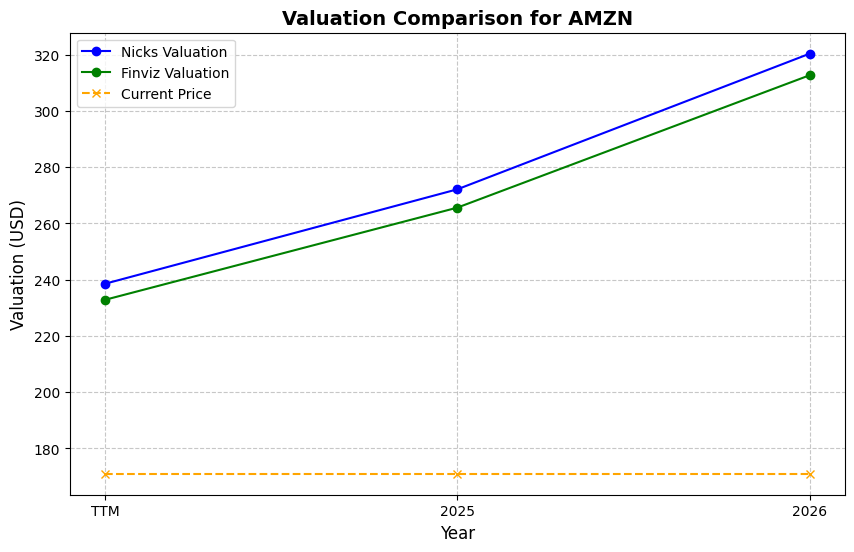 Valuation Comparison for AMZN
Nicks Valuation
Finviz Valuation
Current Price
Valuation (USD)
320
300
280
260
240
220
200
180
TTM 2025 2026
Year